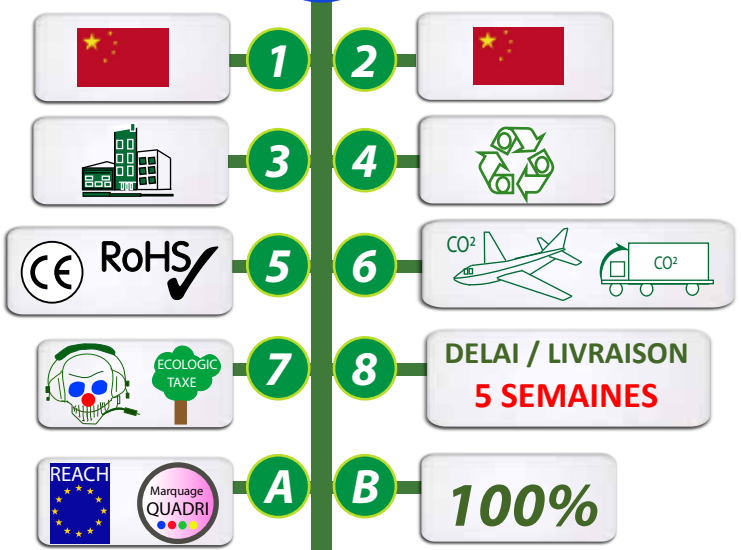 1
2
3
4
CE RoHS
5
6
CO²
CO²
ECOLOGIC
TAXE
7
8
DELAI / LIVRAISON
5 SEMAINES
REACH
Marquage
QUADRI
A
B
100%